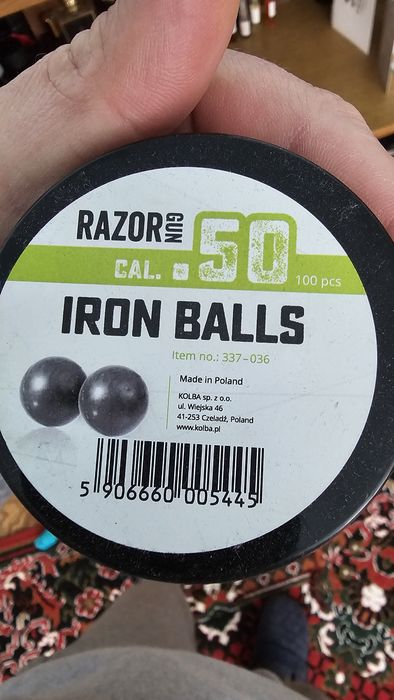 RAZOR GUN .50
CAL. 100 pcs
IRON BALLS
Item no.: 337-036
Made in Poland
KOLBA sp. z o.o.
ul. Wiejska 46
41-253 Czeladź, Poland
www.kolba.pl
5 906660 005445